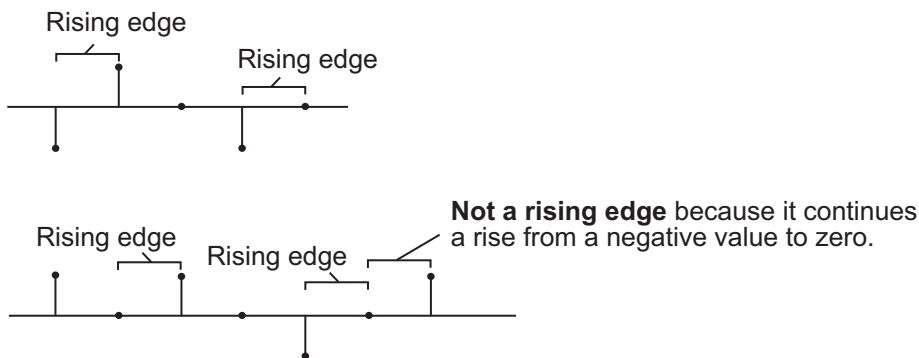 Rising edge
Rising edge
Not a rising edge because it continues
a rise from a negative value to zero.
Rising edge
Rising edge